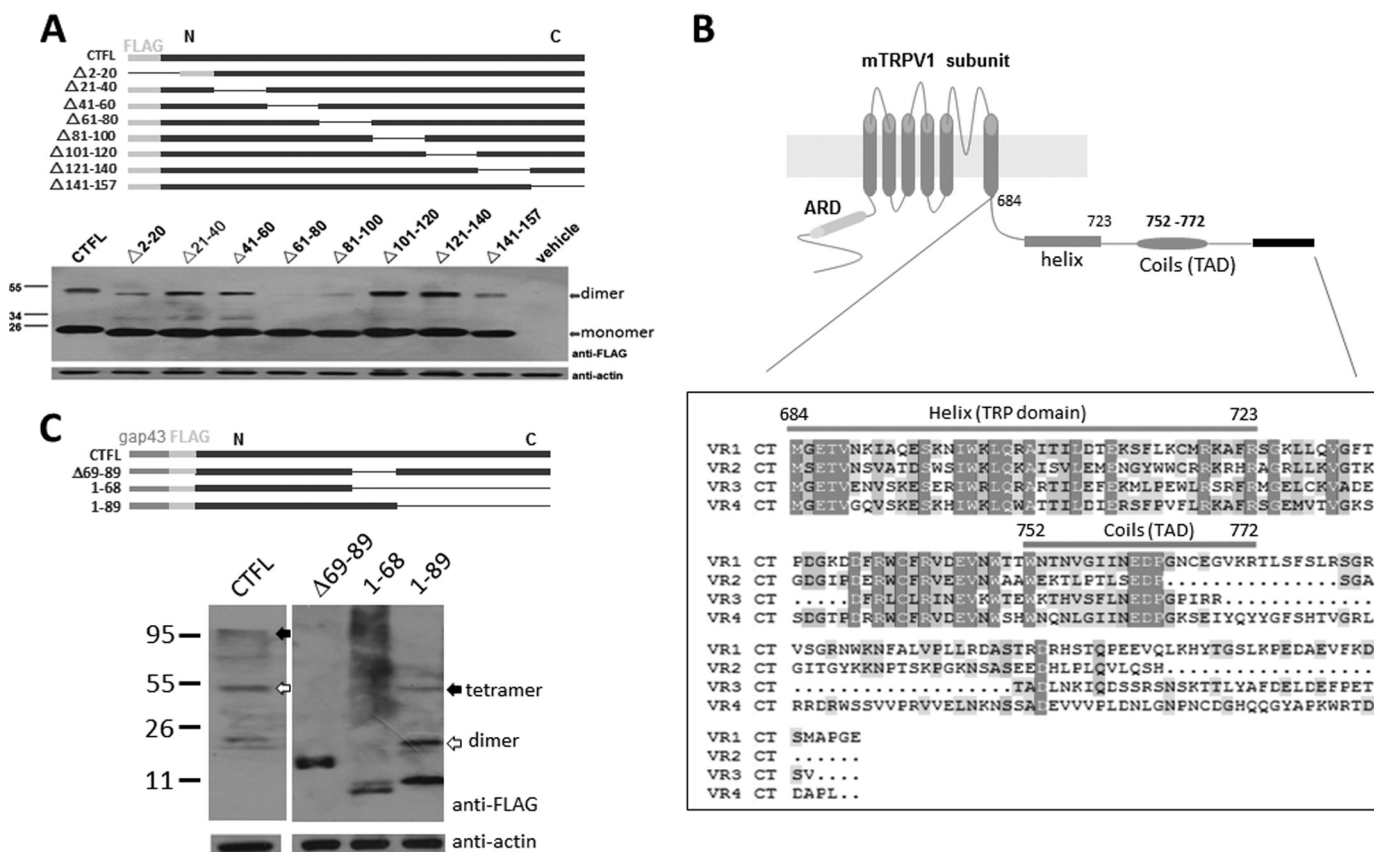 A
N C
FLAG
CTFL
△2-20
△21-40
△41-60
△61-80
△81-100
△101-120
△121-140
△141-157
CTFL △2-20 △21-40 △41-60 △61-80 △81-100 △101-120 △121-140 △141-157 vehicle
55
dimer
34
26
monomer
anti-FLAG
anti-actin
B
mTRPV1 subunit
ARD
684
723
752 -772
helix
Coils (TAD)
684 Helix (TRP domain) 723
VR1 CT MGETVNKIAQESKNIWKLQRAITILDTEKSFLKCMRKAFRSGKLLQVGFT
VR2 CT MSETVNSVATDSWSIWKLQKAISVLEMENGYWWCRRKRHRAGRLLKVGTK
VR3 CT MGETVENVSKESERIWRLQRARTILEFEKMLPEWLRSRFRMGELCKVADE
VR4 CT MGETVGQVSKESKHIWKLQWATTILDIERSFPVFLRKAFRSGEMVTVGKS
752 Coils (TAD) 772
VR1 CT PDGKDDFRWCFRVDEVNWTTWNTNVGIINEDPGNCEGVKRTLSFSLRSGR
VR2 CT GDGIPDERWCFRVEEVNWAAWEKTLPTLSEDP...............SGA
VR3 CT .....DFRLCLRINEVKWTEWKTHVSFLNEDPGPIRR.............
VR4 CT SDGTPDRRWCFRVDEVNWSHWNQNLGIINEDPGKSEIYQYYGFSHTVGRL
VR1 CT VSGRNWKNFALVPLLRDASTRDRHSTQPEEVQLKHYTGSLKPEDAEVFKD
VR2 CT GITGYKKNPTSKPGKNSASEEDHLPLQVLQSH..................
VR3 CT ...................TADLNKIQDSSRSNSKTTLYAFDELDEFPET
VR4 CT RRDRWSSVVPRVVELNKNSSADEVVVPLDNLGNPNCDGHQQGYAPKWRTD
VR1 CT SMAPGE
VR2 CT ......
VR3 CT SV....
VR4 CT DAPL..
C
gap43 FLAG N C
CTFL
Δ69-89
1-68
1-89
CTFL Δ69-89 1-68 1-89
95
55
tetramer
26
dimer
11
anti-FLAG
anti-actin